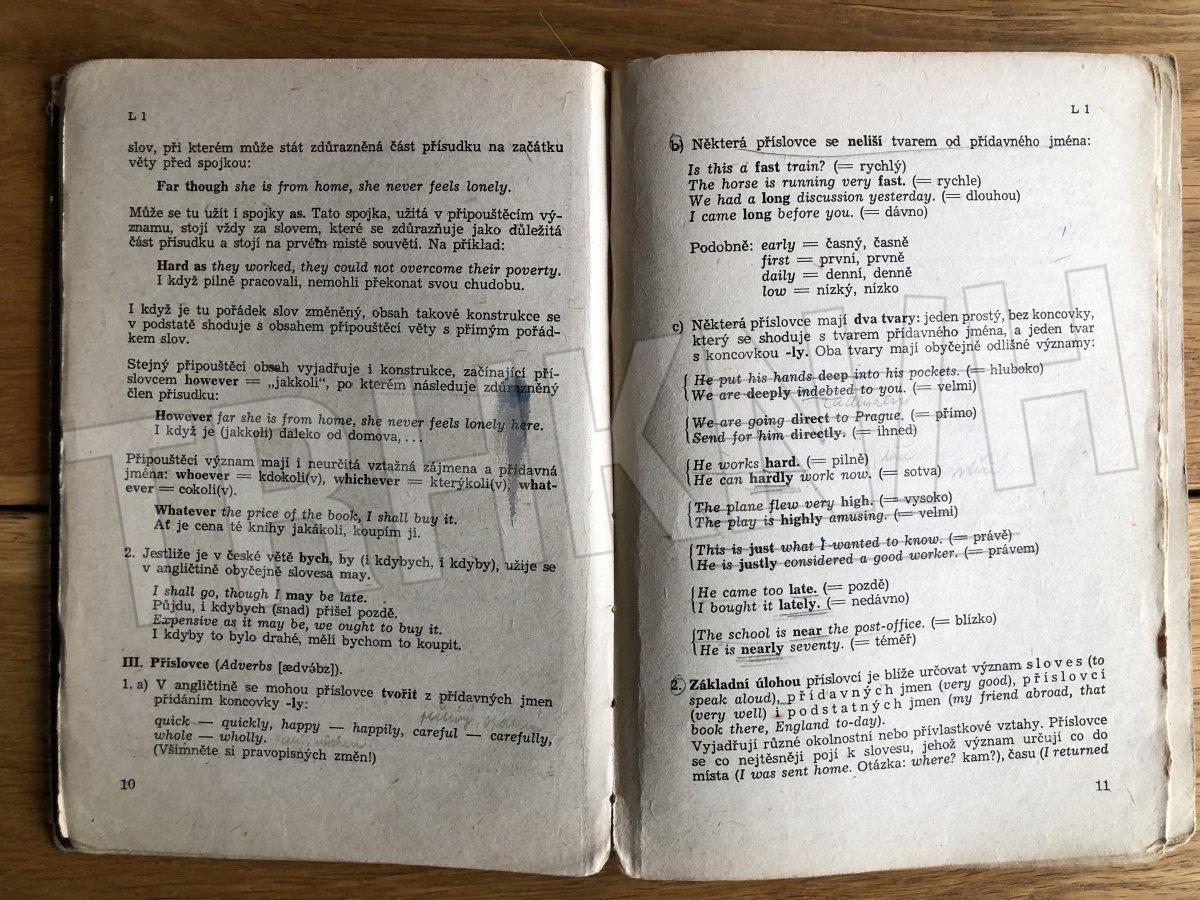 L 1
slov, při kterém může stát zdůrazněná část přísudku na začátku
věty před spojkou:
Far though she is from home, she never feels lonely.
Může se tu užít i spojky as. Tato spojka, užitá v připouštěcím vý-
znamu, stojí vždy za slovem, které se zdůrazňuje jako důležitá
část přísudku a stojí na prvém místě souvětí. Na příklad:
Hard as they worked, they could not overcome their poverty.
I když pilně pracovali, nemohli překonat svou chudobu.
I když je tu pořádek slov změněný, obsah takové konstrukce se
v podstatě shoduje s obsahem připouštěcí věty s přímým pořád-
kem slov.
Stejný připouštěcí obsah vyjadřuje i konstrukce, začínající pří-
slovcem however = „jakkoli“, po kterém následuje zdůrazněný
člen přísudku:
However far she is from home, she never feels lonely here.
I když je (jakkoli) daleko od domova, ...
Připouštěcí význam mají i neurčitá vztažná zájmena a přídavná
jména: whoever = kdokoli(v), whichever = kterýkoli(v), what-
ever = cokoli(v).
Whatever the price of the book, I shall buy it.
Ať je cena té knihy jakákoli, koupím ji.
2. Jestliže je v české větě bych, by (i kdybych, i kdyby), užije se
v angličtině obyčejně slovesa may.
I shall go, though I may be late.
Půjdu, i kdybych (snad) přišel pozdě.
Expensive as it may be, we ought to buy it.
I kdyby to bylo drahé, měli bychom to koupit.
III. Příslovce (Adverbs [ædvə:bz]).
1. a) V angličtině se mohou příslovce tvořit z přídavných jmen
přidáním koncovky -ly:
quick — quickly, happy — happily, careful — carefully,
whole — wholly.
(Všimněte si pravopisných změn!)
10
L 1
b) Některá příslovce se neliší tvarem od přídavného jména:
Is this a fast train? (= rychlý)
The horse is running very fast. (= rychle)
We had a long discussion yesterday. (= dlouhou)
I came long before you. (= dávno)
Podobně: early = časný, časně
first = první, prvně
daily = denní, denně
low = nízký, nízko
c) Některá příslovce mají dva tvary: jeden prostý, bez koncovky,
který se shoduje s tvarem přídavného jména, a jeden tvar
s koncovkou -ly. Oba tvary mají obyčejně odlišné významy:
He put his hands deep into his pockets. (= hluboko)
We are deeply indebted to you. (= velmi)
We are going direct to Prague. (= přímo)
Send for him directly. (= ihned)
He works hard. (= pilně)
He can hardly work now. (= sotva)
The plane flew very high. (= vysoko)
The play is highly amusing. (= velmi)
This is just what I wanted to know. (= právě)
He is justly considered a good worker. (= právem)
He came too late. (= pozdě)
I bought it lately. (= nedávno)
The school is near the post-office. (= blízko)
He is nearly seventy. (= téměř)
2. Základní úlohou příslovcí je blíže určovat význam sloves (to
speak aloud), přídavných jmen (very good), příslovcí
(very well) i podstatných jmen (my friend abroad, that
book there, England to-day).
Vyjadřují různé okolnostní nebo přívlastkové vztahy. Příslovce
se co nejtěsněji pojí k slovesu, jehož význam určují co do
místa (I was sent home. Otázka: where? kam?), času (I returned
11